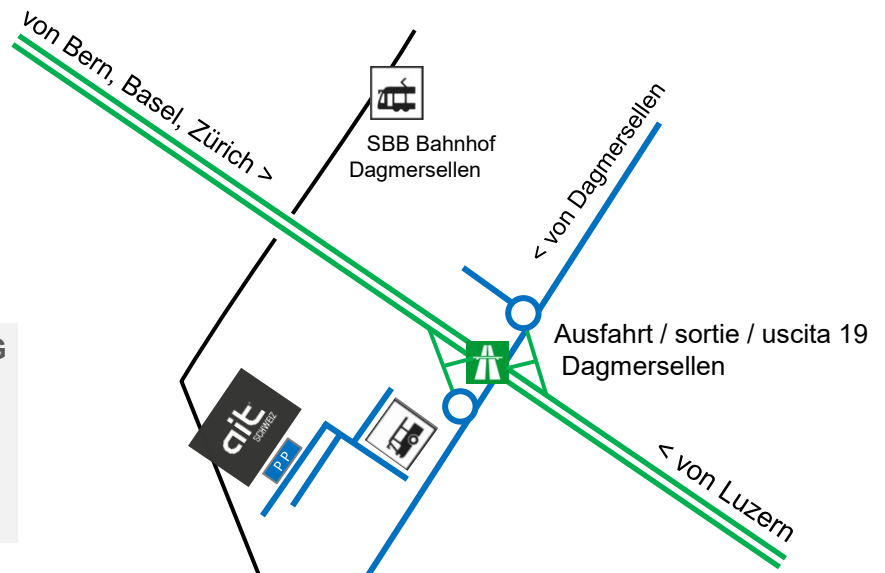 von Bern, Basel, Zürich >
SBB Bahnhof
Dagmersellen
< von Dagmersellen
G
Ausfahrt / sortie / uscita 19
Dagmersellen
ait
SCHWEIZ
P P
< von Luzern